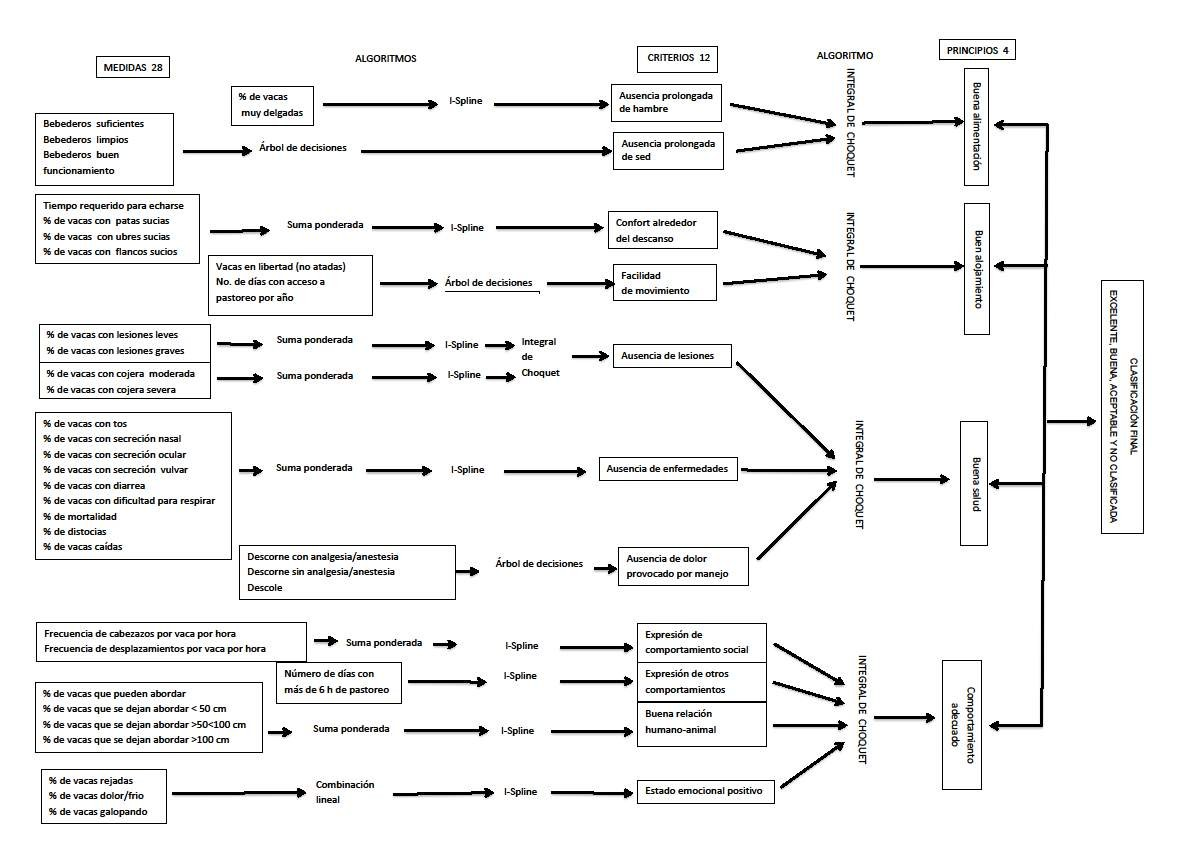 MEDIDAS 28
ALGORITMOS
CRITERIOS 12
ALGORITMO
PRINCIPIOS 4
% de vacas
muy delgadas
I-Spline
Ausencia prolongada
de hambre
Bebederos suficientes
Bebederos limpios
Bebederos buen
funcionamiento
Árbol de decisiones
Ausencia prolongada
de sed
INTEGRAL DE CHOQUET
Buena alimentación
Tiempo requerido para echarse
% de vacas con patas sucias
% de vacas con ubres sucias
% de vacas con flancos sucios
Suma ponderada
I-Spline
Confort alrededor
del descanso
Vacas en libertad (no atadas)
No. de días con acceso a
pastoreo por año
Árbol de decisiones
Facilidad
de movimiento
INTEGRAL DE CHOQUET
Buen alojamiento
% de vacas con lesiones leves
% de vacas con lesiones graves
Suma ponderada
I-Spline
% de vacas con cojera moderada
% de vacas con cojera severa
Suma ponderada
I-Spline
Integral
de
Choquet
Ausencia de lesiones
% de vacas con tos
% de vacas con secreción nasal
% de vacas con secreción ocular
% de vacas con secreción vulvar
% de vacas con diarrea
% de vacas con dificultad para respirar
% de mortalidad
% de distocias
% de vacas caídas
Suma ponderada
I-Spline
Ausencia de enfermedades
Descorne con analgesia/anestesia
Descorne sin analgesia/anestesia
Descole
Árbol de decisiones
Ausencia de dolor
provocado por manejo
INTEGRAL DE CHOQUET
Buena salud
Frecuencia de cabezazos por vaca por hora
Frecuencia de desplazamientos por vaca por hora
Suma ponderada
I-Spline
Expresión de
comportamiento social
Número de días con
más de 6 h de pastoreo
I-Spline
Expresión de otros
comportamientos
% de vacas que pueden abordar
% de vacas que se dejan abordar < 50 cm
% de vacas que se dejan abordar >50<100 cm
% de vacas que se dejan abordar >100 cm
Suma ponderada
I-Spline
Buena relación
humano-animal
% de vacas rejadas
% de vacas dolor/frio
% de vacas galopando
Combinación
lineal
I-Spline
Estado emocional positivo
INTEGRAL DE CHOQUET
Comportamiento
adecuado
CLASIFICACIÓN FINAL
EXCELENTE, BUENA, ACEPTABLE Y NO CLASIFICADA